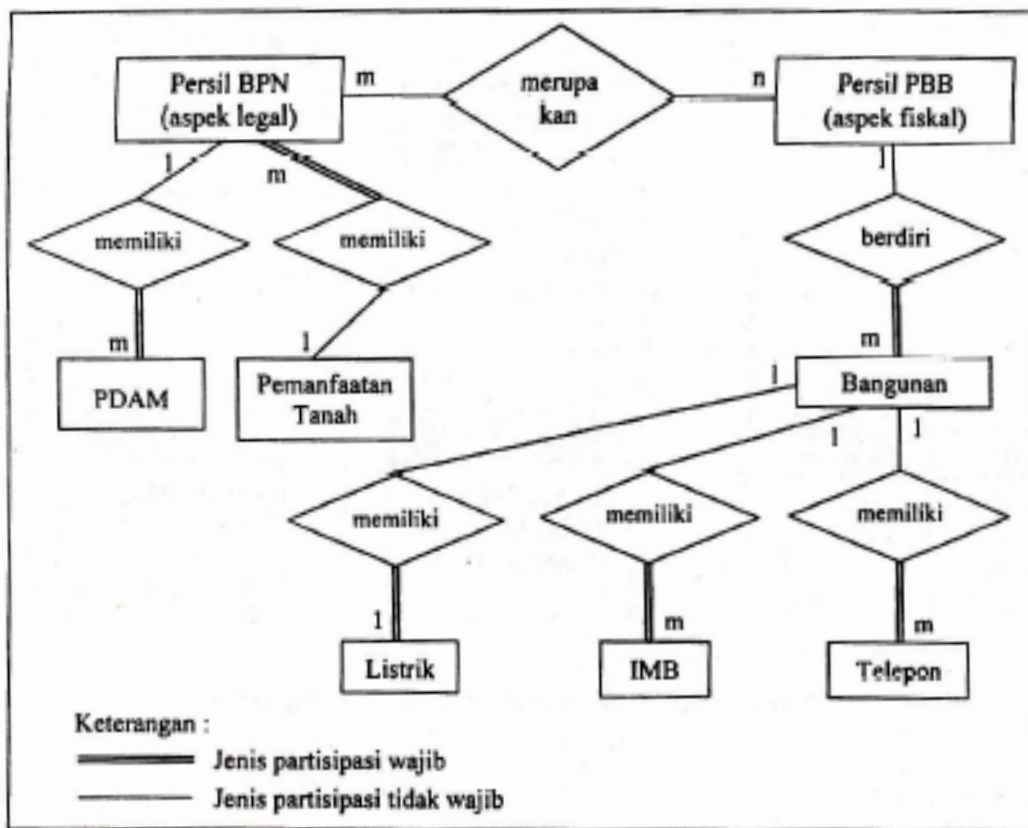 Persil BPN
(aspek legal)
m
merupa
kan
n
Persil PBB
(aspek fiskal)
1
m
1
memiliki
memiliki
berdiri
m
1
m
PDAM
Pemanfaatan
Tanah
1
Bangunan
1
1
memiliki
memiliki
memiliki
1
m
m
Listrik
IMB
Telepon
Keterangan :
Jenis partisipasi wajib
Jenis partisipasi tidak wajib